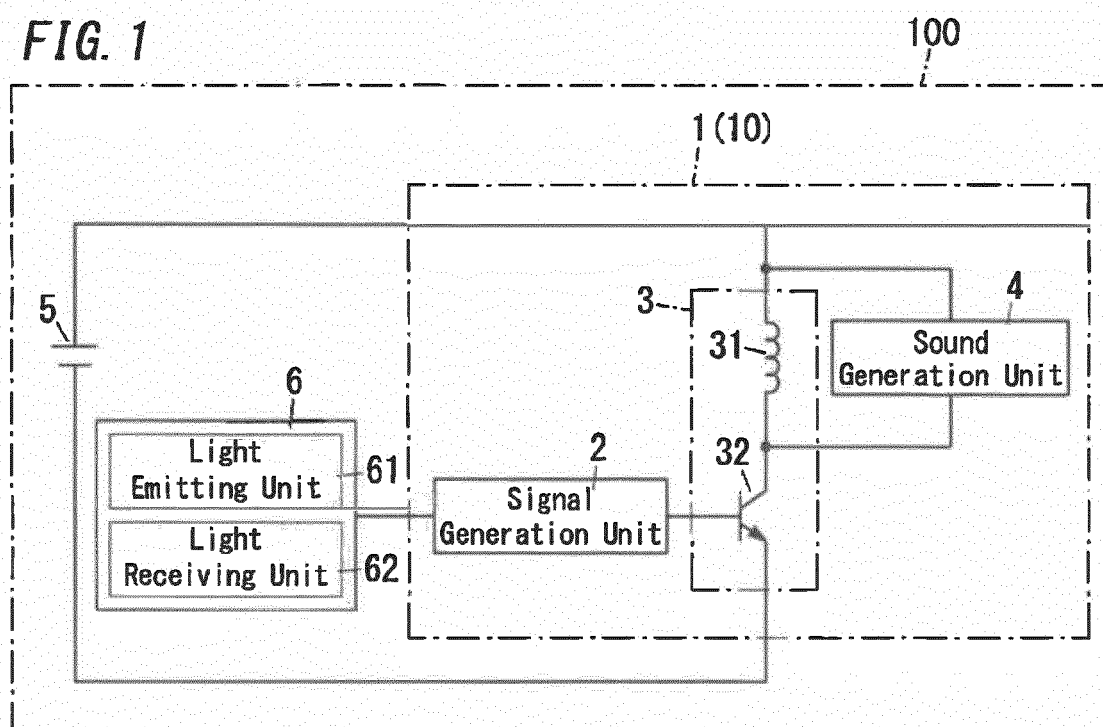 FIG. 1
100
1 (10)
5
3
31
4
Sound
Generation Unit
6
Light
Emitting Unit
61
Light
Receiving Unit
62
2
Signal
Generation Unit
32